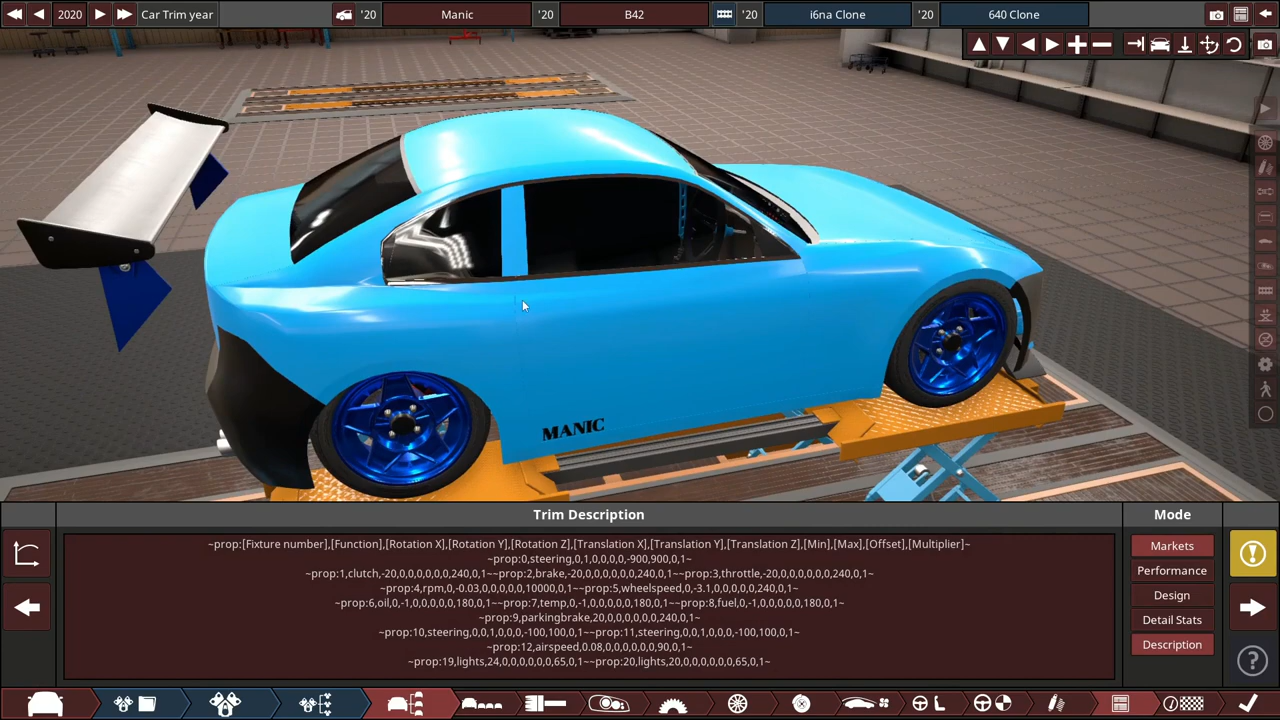 2020 Car Trim year '20 Manic '20 B42 '20 i6na Clone '20 640 Clone
MANIC
Trim Description
Mode
~prop:[Fixture number],[Function],[Rotation X],[Rotation Y],[Rotation Z],[Translation X],[Translation Y],[Translation Z],[Min],[Max],[Offset],[Multiplier]~
~prop:0,steering,0,1,0,0,0,0,-900,900,0,1~
~prop:1,clutch,-20,0,0,0,0,0,0,240,0,1~~prop:2,brake,-20,0,0,0,0,0,0,240,0,1~~prop:3,throttle,-20,0,0,0,0,0,0,240,0,1~
~prop:4,rpm,0,-0.03,0,0,0,0,0,10000,0,1~~prop:5,wheelspeed,0,-3.1,0,0,0,0,0,240,0,1~
~prop:6,oil,0,-1,0,0,0,0,0,180,0,1~~prop:7,temp,0,-1,0,0,0,0,0,180,0,1~~prop:8,fuel,0,-1,0,0,0,0,0,180,0,1~
~prop:9,parkingbrake,20,0,0,0,0,0,0,240,0,1~
~prop:10,steering,0,0,1,0,0,0,-100,100,0,1~~prop:11,steering,0,0,1,0,0,0,-100,100,0,1~
~prop:12,airspeed,0.08,0,0,0,0,0,0,90,0,1~
~prop:19,lights,24,0,0,0,0,0,0,65,0,1~~prop:20,lights,20,0,0,0,0,0,0,65,0,1~
Markets
Performance
Design
Detail Stats
Description